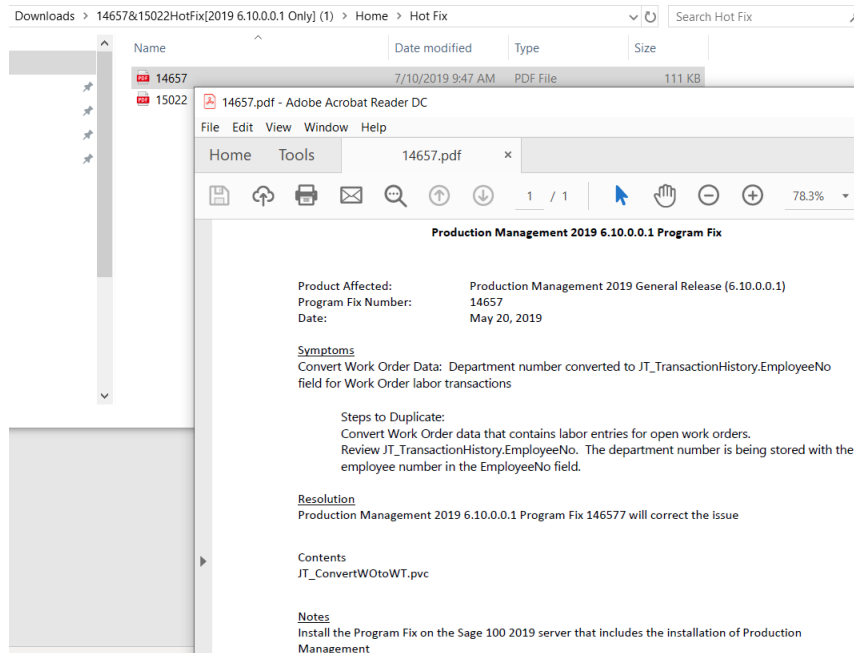 Downloads > 14657&15022HotFix[2019 6.10.0.0.1 Only] (1) > Home > Hot Fix
Search Hot Fix
Name Date modified Type Size
14657 7/10/2019 9:47 AM PDF File 111 KB
15022
14657.pdf - Adobe Acrobat Reader DC
File Edit View Window Help
Home Tools 14657.pdf ×
1 / 1 78.3%
Production Management 2019 6.10.0.0.1 Program Fix
Product Affected: Production Management 2019 General Release (6.10.0.0.1)
Program Fix Number: 14657
Date: May 20, 2019
Symptoms
Convert Work Order Data: Department number converted to JT_TransactionHistory.EmployeeNo
field for Work Order labor transactions
Steps to Duplicate:
Convert Work Order data that contains labor entries for open work orders.
Review JT_TransactionHistory.EmployeeNo. The department number is being stored with the
employee number in the EmployeeNo field.
Resolution
Production Management 2019 6.10.0.0.1 Program Fix 146577 will correct the issue
Contents
JT_ConvertWOtoWT.pvc
Notes
Install the Program Fix on the Sage 100 2019 server that includes the installation of Production
Management